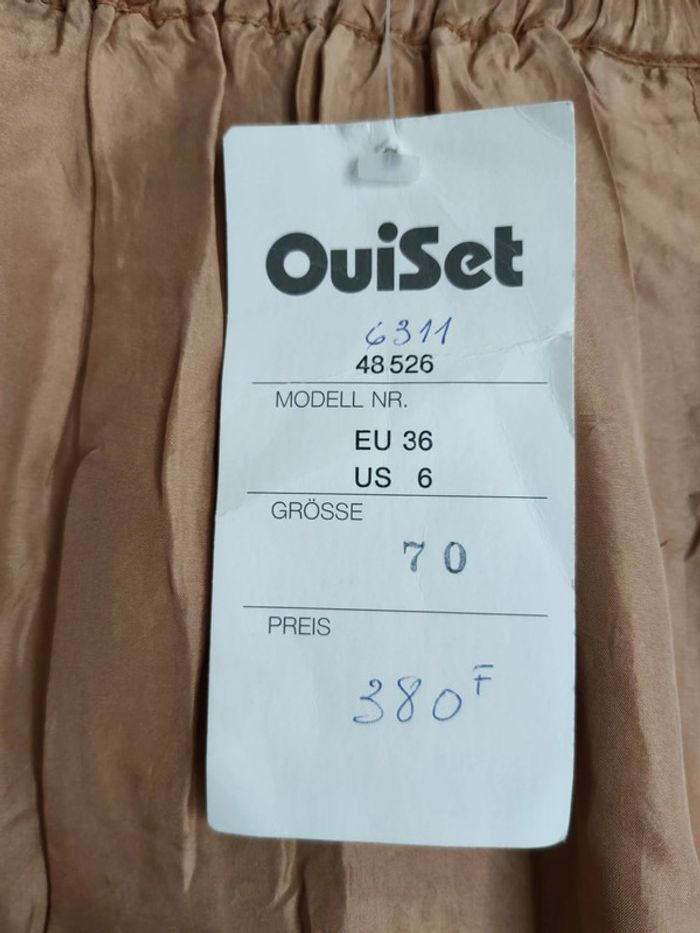 OuiSet
6311
48526
MODELL NR.
EU 36
US 6
GRÖSSE
70
PREIS
380F